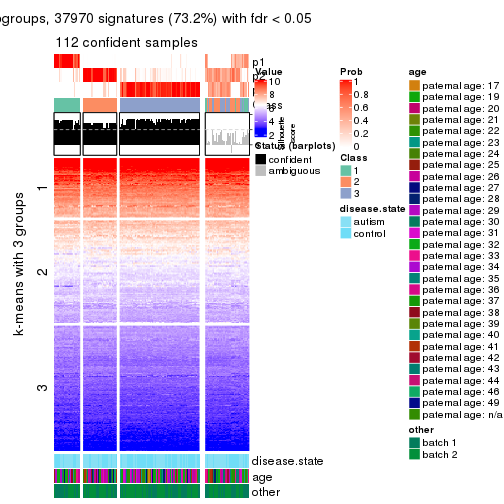 ogroups, 37970 signatures (73.2%) with fdr < 0.05
112 confident samples
p1
p2
Value
10
8
6
4
2
Silhouette
score
Status (barplots)
confident
ambiguous
Prob
1
0.8
0.6
0.4
0.2
0
Class
1
2
3
disease.state
autism
control
age
paternal age: 17
paternal age: 19
paternal age: 20
paternal age: 21
paternal age: 22
paternal age: 23
paternal age: 24
paternal age: 25
paternal age: 26
paternal age: 27
paternal age: 28
paternal age: 29
paternal age: 30
paternal age: 31
paternal age: 32
paternal age: 33
paternal age: 34
paternal age: 35
paternal age: 36
paternal age: 37
paternal age: 38
paternal age: 39
paternal age: 40
paternal age: 41
paternal age: 42
paternal age: 43
paternal age: 44
paternal age: 46
paternal age: 49
paternal age: n/a
other
batch 1
batch 2
k-means with 3 groups
1
2
3
disease.state
age
other